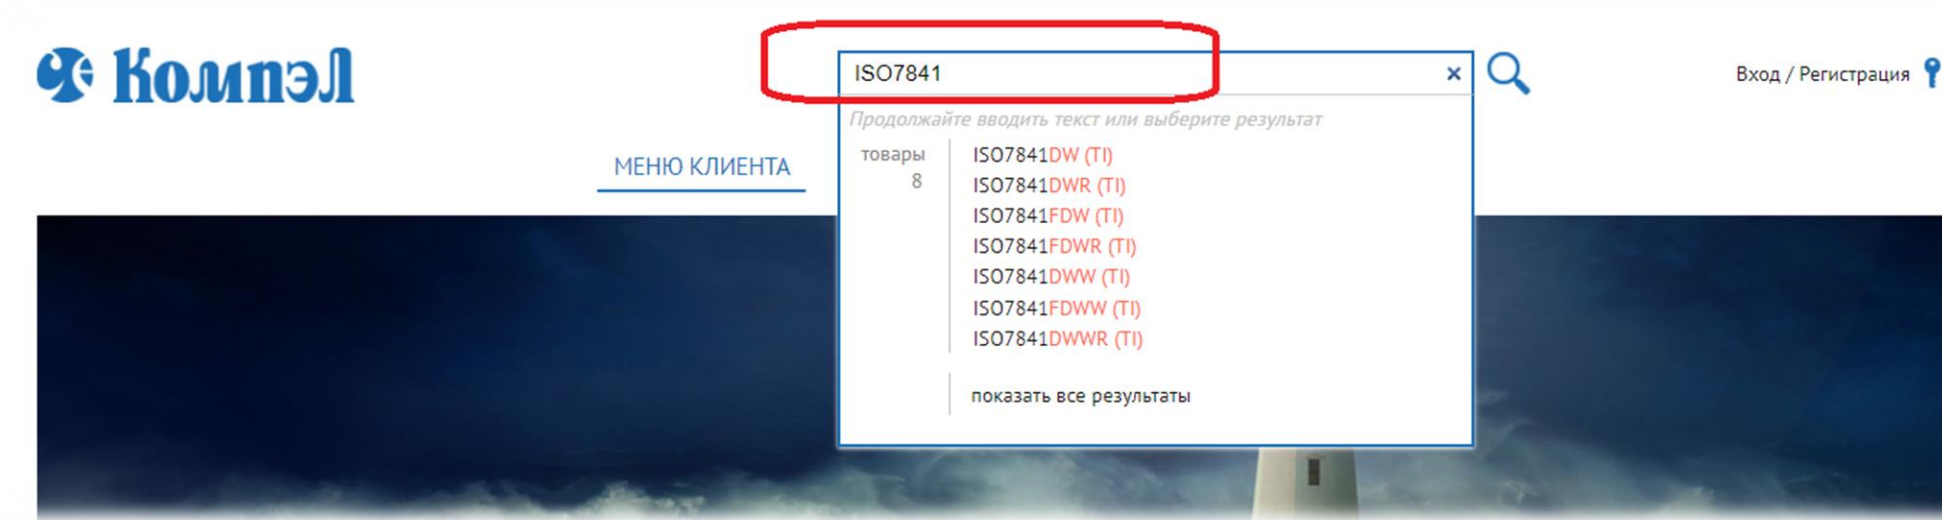 Компэл
ISO7841
Вход / Регистрация
Продолжайте вводить текст или выберите результат
МЕНЮ КЛИЕНТА
товары
8
ISO7841DW (TI)
ISO7841DWR (TI)
ISO7841FDW (TI)
ISO7841FDWR (TI)
ISO7841DWW (TI)
ISO7841FDWW (TI)
ISO7841DWWR (TI)
показать все результаты